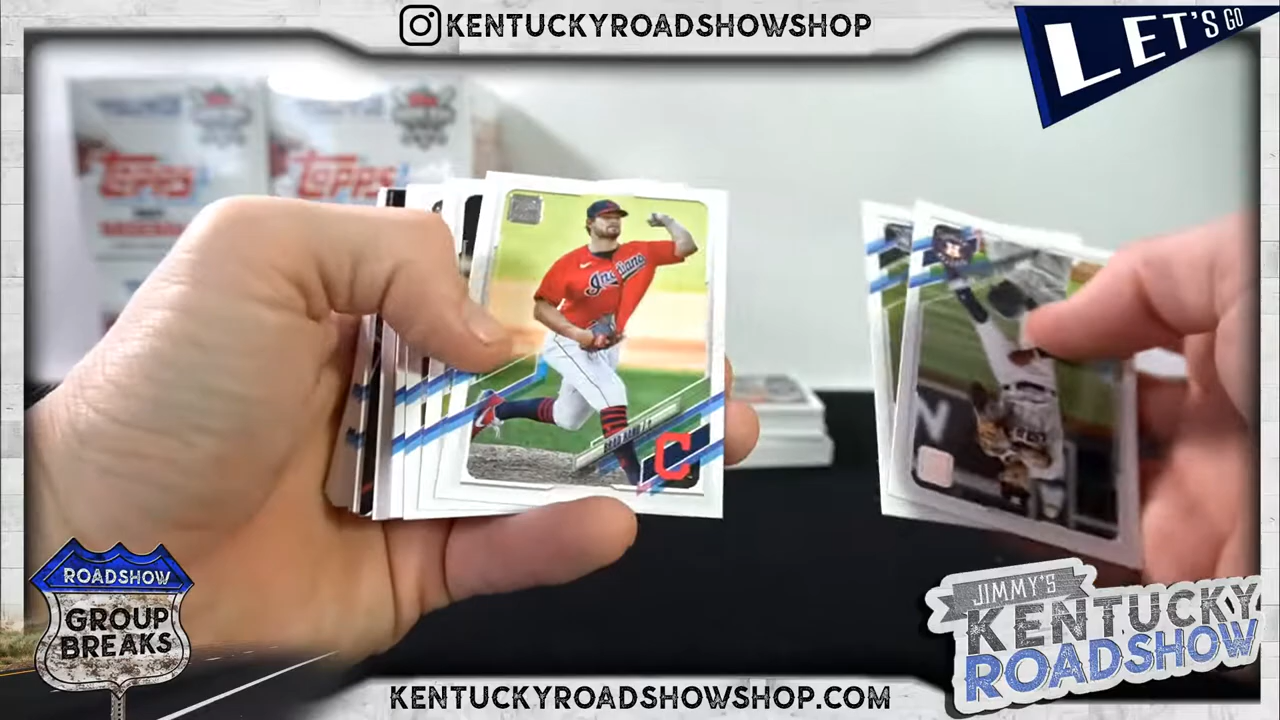 KENTUCKYROADSHOWSHOP
LET'S GO
Topps
Topps
Indians
C
N
ROADSHOW
GROUP
BREAKS
JIMMY'S
KENTUCKY
ROADSHOW
KENTUCKYROADSHOWSHOP.COM